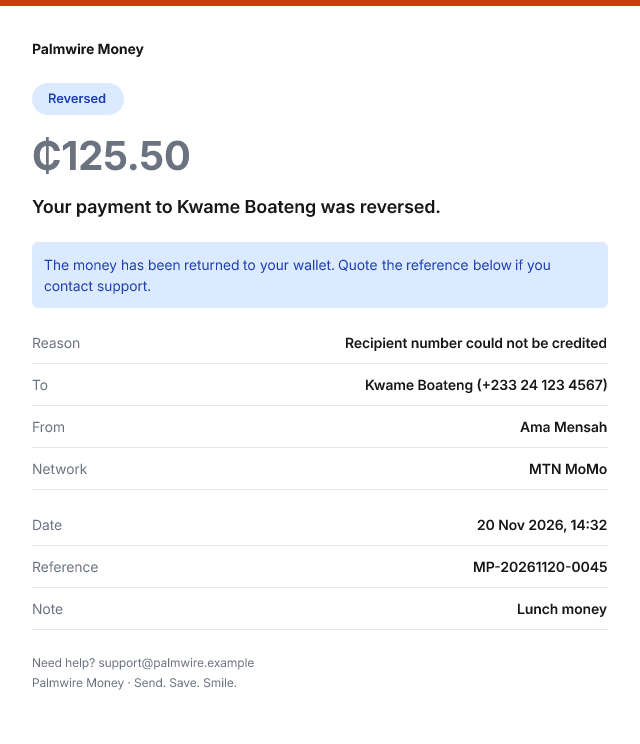 Palmwire Money
Reversed
₵125.50
Your payment to Kwame Boateng was reversed.
The money has been returned to your wallet. Quote the reference below if you
contact support.
Reason Recipient number could not be credited
To Kwame Boateng (+233 24 123 4567)
From Ama Mensah
Network MTN MoMo
Date 20 Nov 2026, 14:32
Reference MP-20261120-0045
Note Lunch money
Need help? support@palmwire.example
Palmwire Money · Send. Save. Smile.